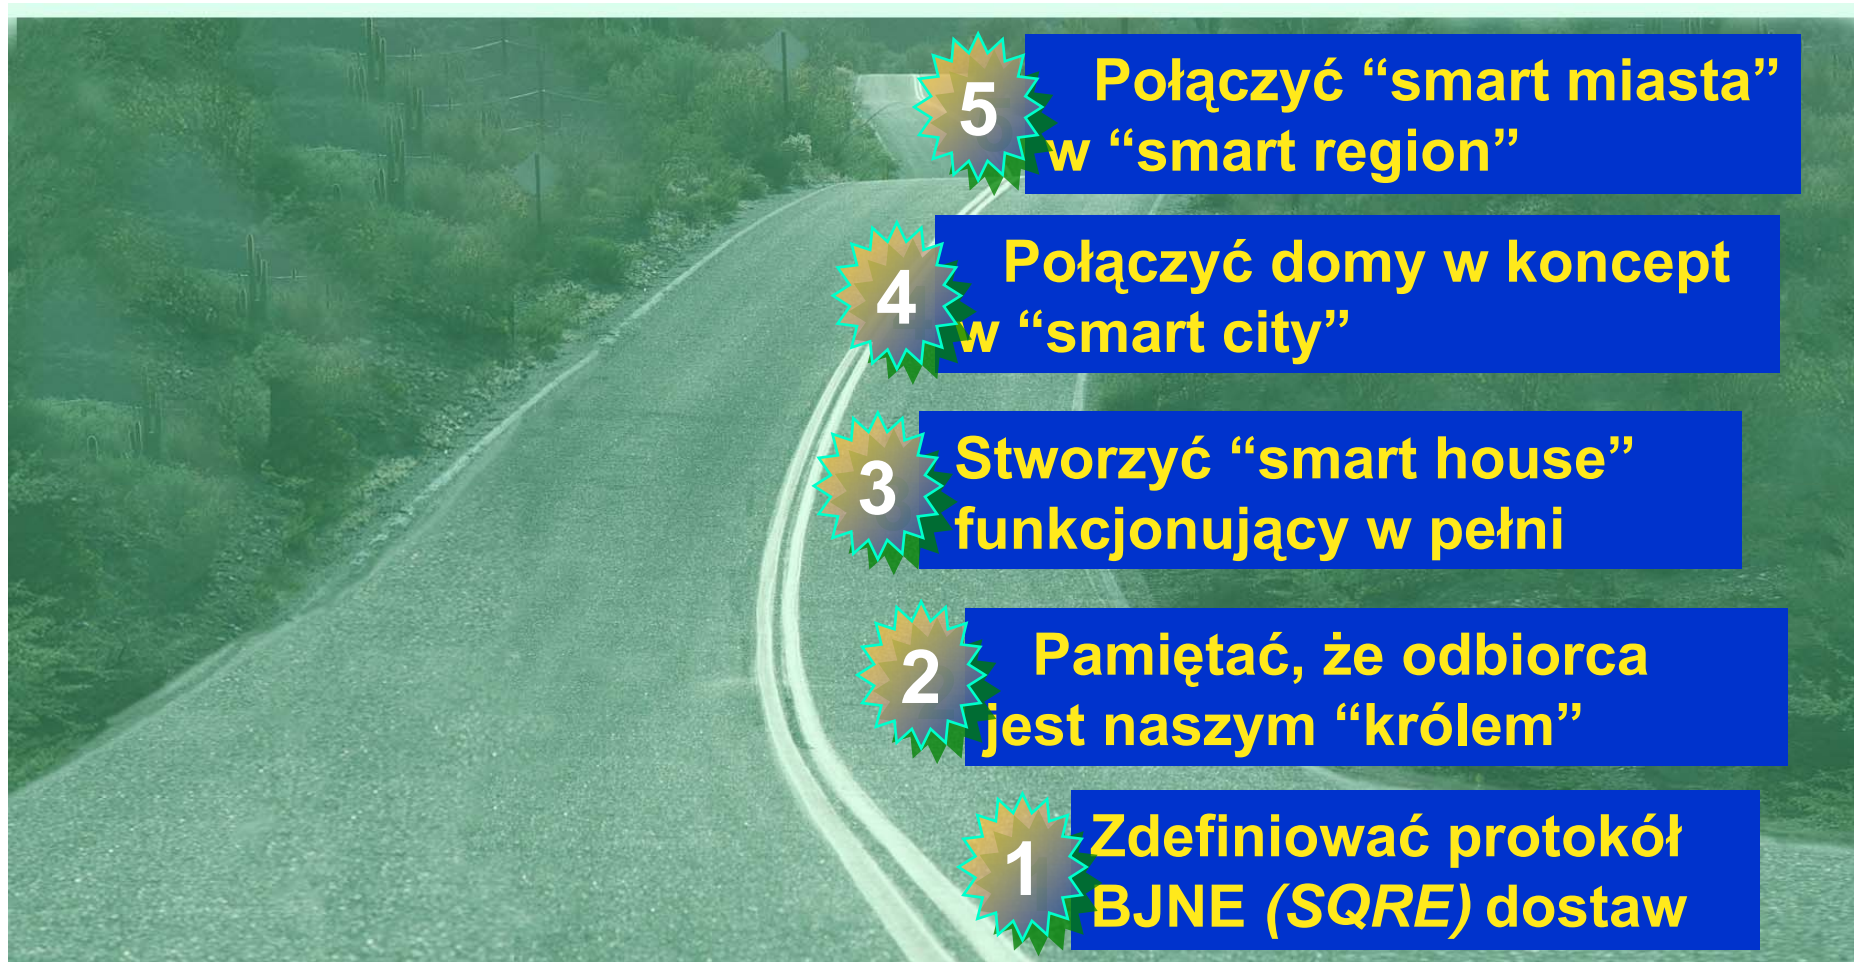 5
Połączyć “smart miasta”
w “smart region”
4
Połączyć domy w koncept
w “smart city”
3
Stworzyć “smart house”
funkcjonujący w pełni
2
Pamiętać, że odbiorca
jest naszym “królem”
1
Zdefiniować protokół
BJNE (SQRE) dostaw